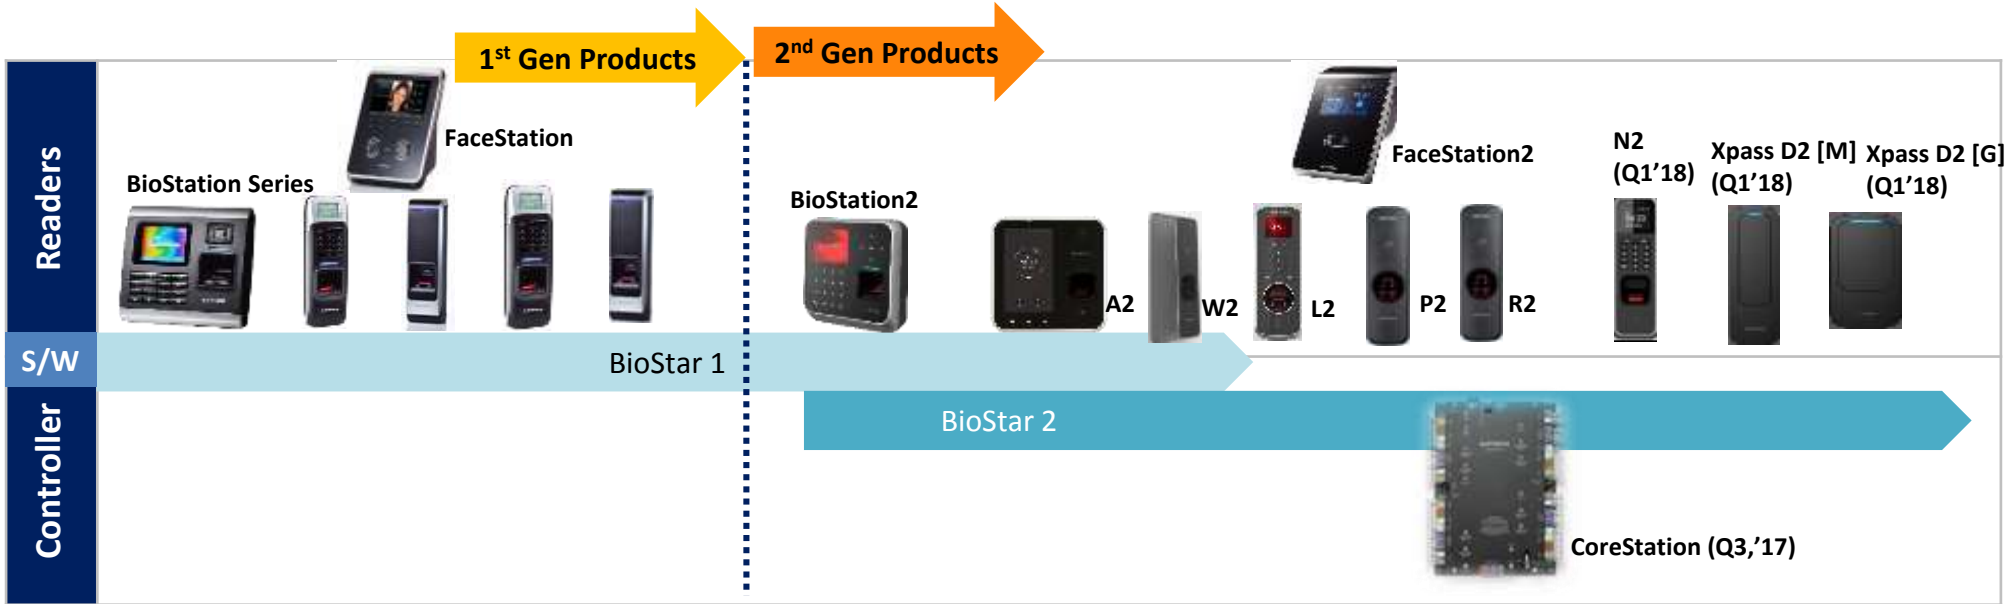 1st Gen Products
2nd Gen Products
Readers
S/W
Controller
FaceStation
BioStation Series
BioStation2
A2
W2
L2
FaceStation2
P2
R2
N2
(Q1'18)
Xpass D2 [M]
(Q1'18)
Xpass D2 [G]
(Q1'18)
BioStar 1
BioStar 2
CoreStation (Q3,'17)